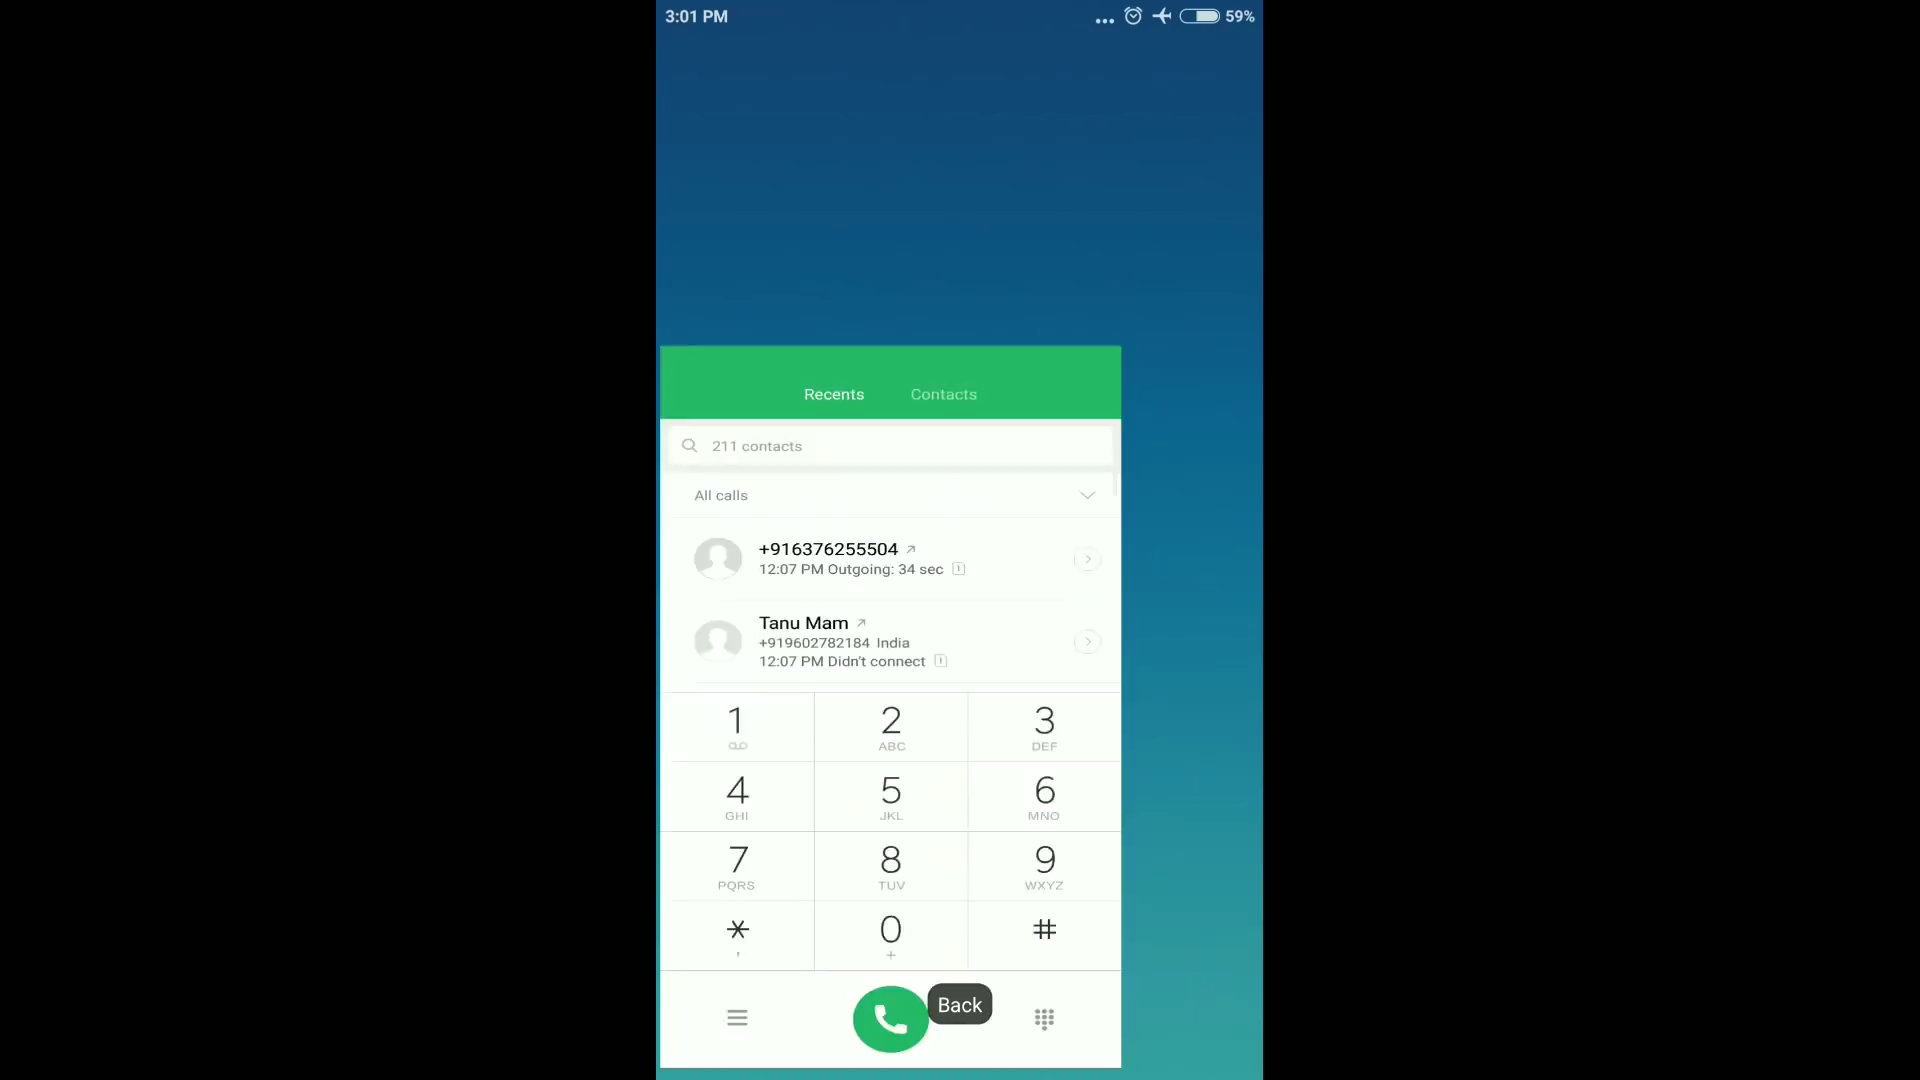 3:01 PM
59%
Recents Contacts
211 contacts
All calls
+916376255504
12:07 PM Outgoing: 34 sec
Tanu Mam
+919602782184 India
12:07 PM Didn't connect
1 2 3
ABC DEF
4 5 6
GHI JKL MNO
7 8 9
PQRS TUV WXYZ
* 0 #
, +
Back